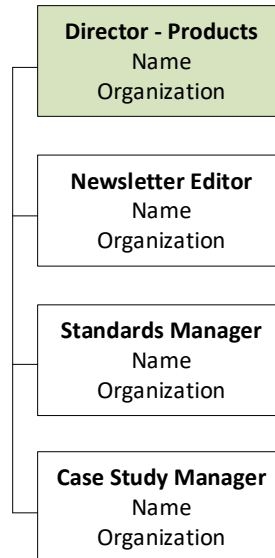 Director - Products
Name
Organization
Newsletter Editor
Name
Organization
Standards Manager
Name
Organization
Case Study Manager
Name
Organization